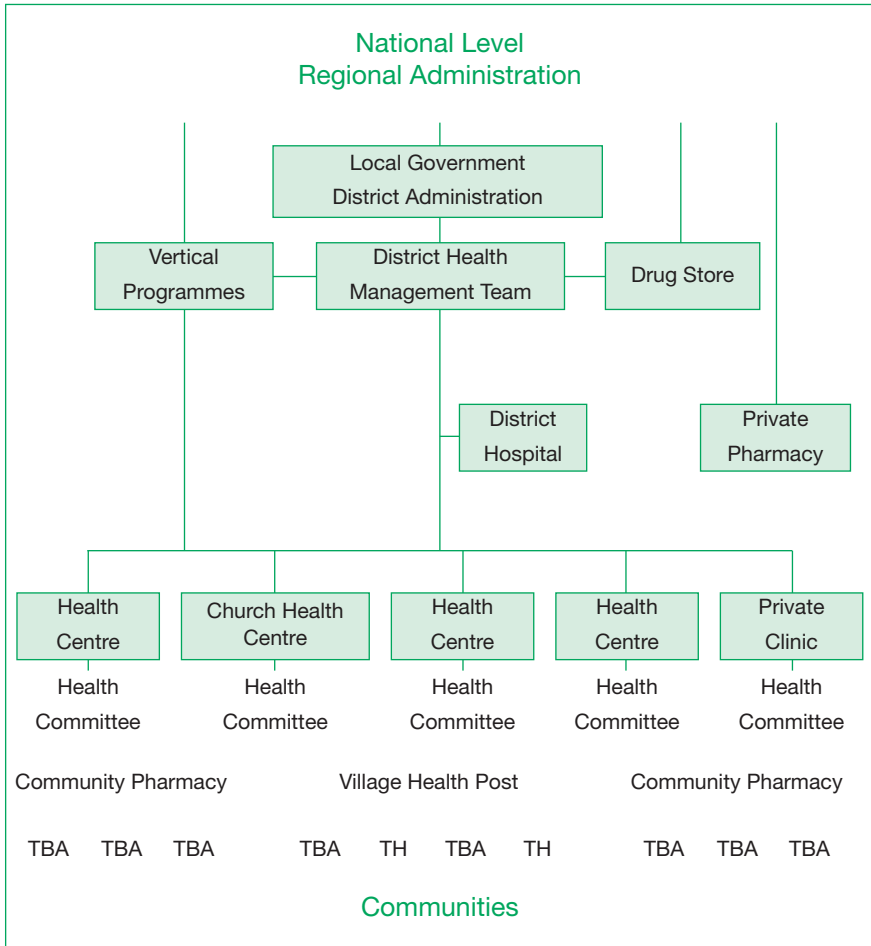 National Level
Regional Administration
Local Government
District Administration
Vertical
Programmes
District Health
Management Team
Drug Store
District
Hospital
Private
Pharmacy
Health
Centre
Church Health
Centre
Health
Centre
Health
Centre
Private
Clinic
Health
Committee
Health
Committee
Health
Committee
Health
Committee
Health
Committee
Community Pharmacy
Village Health Post
Community Pharmacy
TBA TBA TBA
TBA TH TBA TH
TBA TBA TBA
Communities